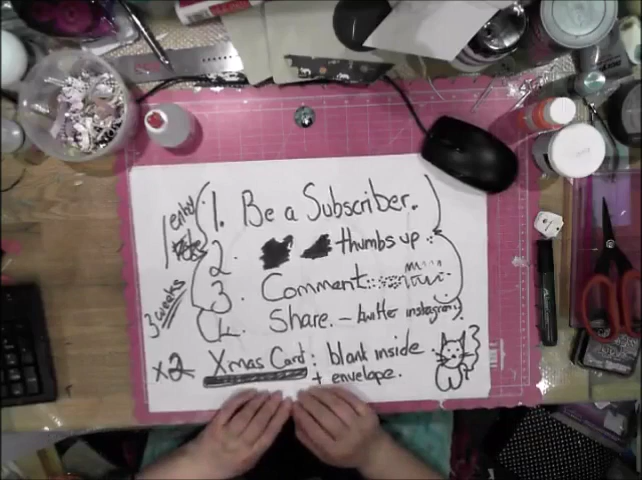 1. Be a Subscriber.
2. thumbs up
3. Comment
4. Share. - twitter instagram
x2 Xmas Card: blank inside
+ envelope.
1 entry
3 weeks